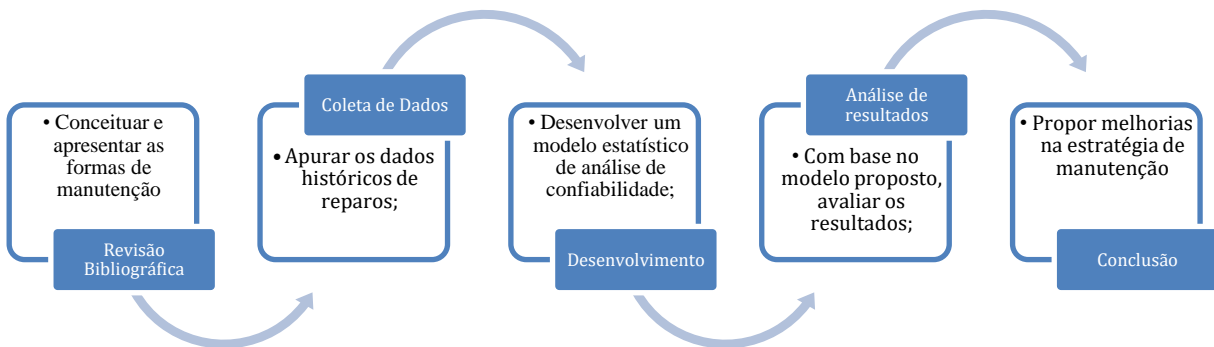 • Conceituar e
apresentar as
formas de
manutenção
Revisão
Bibliográfica
Coleta de Dados
• Apurar os dados
históricos de
reparos;
• Desenvolver um
modelo estatístico
de análise de
confiabilidade;
Desenvolvimento
Análise de
resultados
• Com base no
modelo proposto,
avaliar os
resultados;
• Propor melhorias
na estratégia de
manutenção
Conclusão